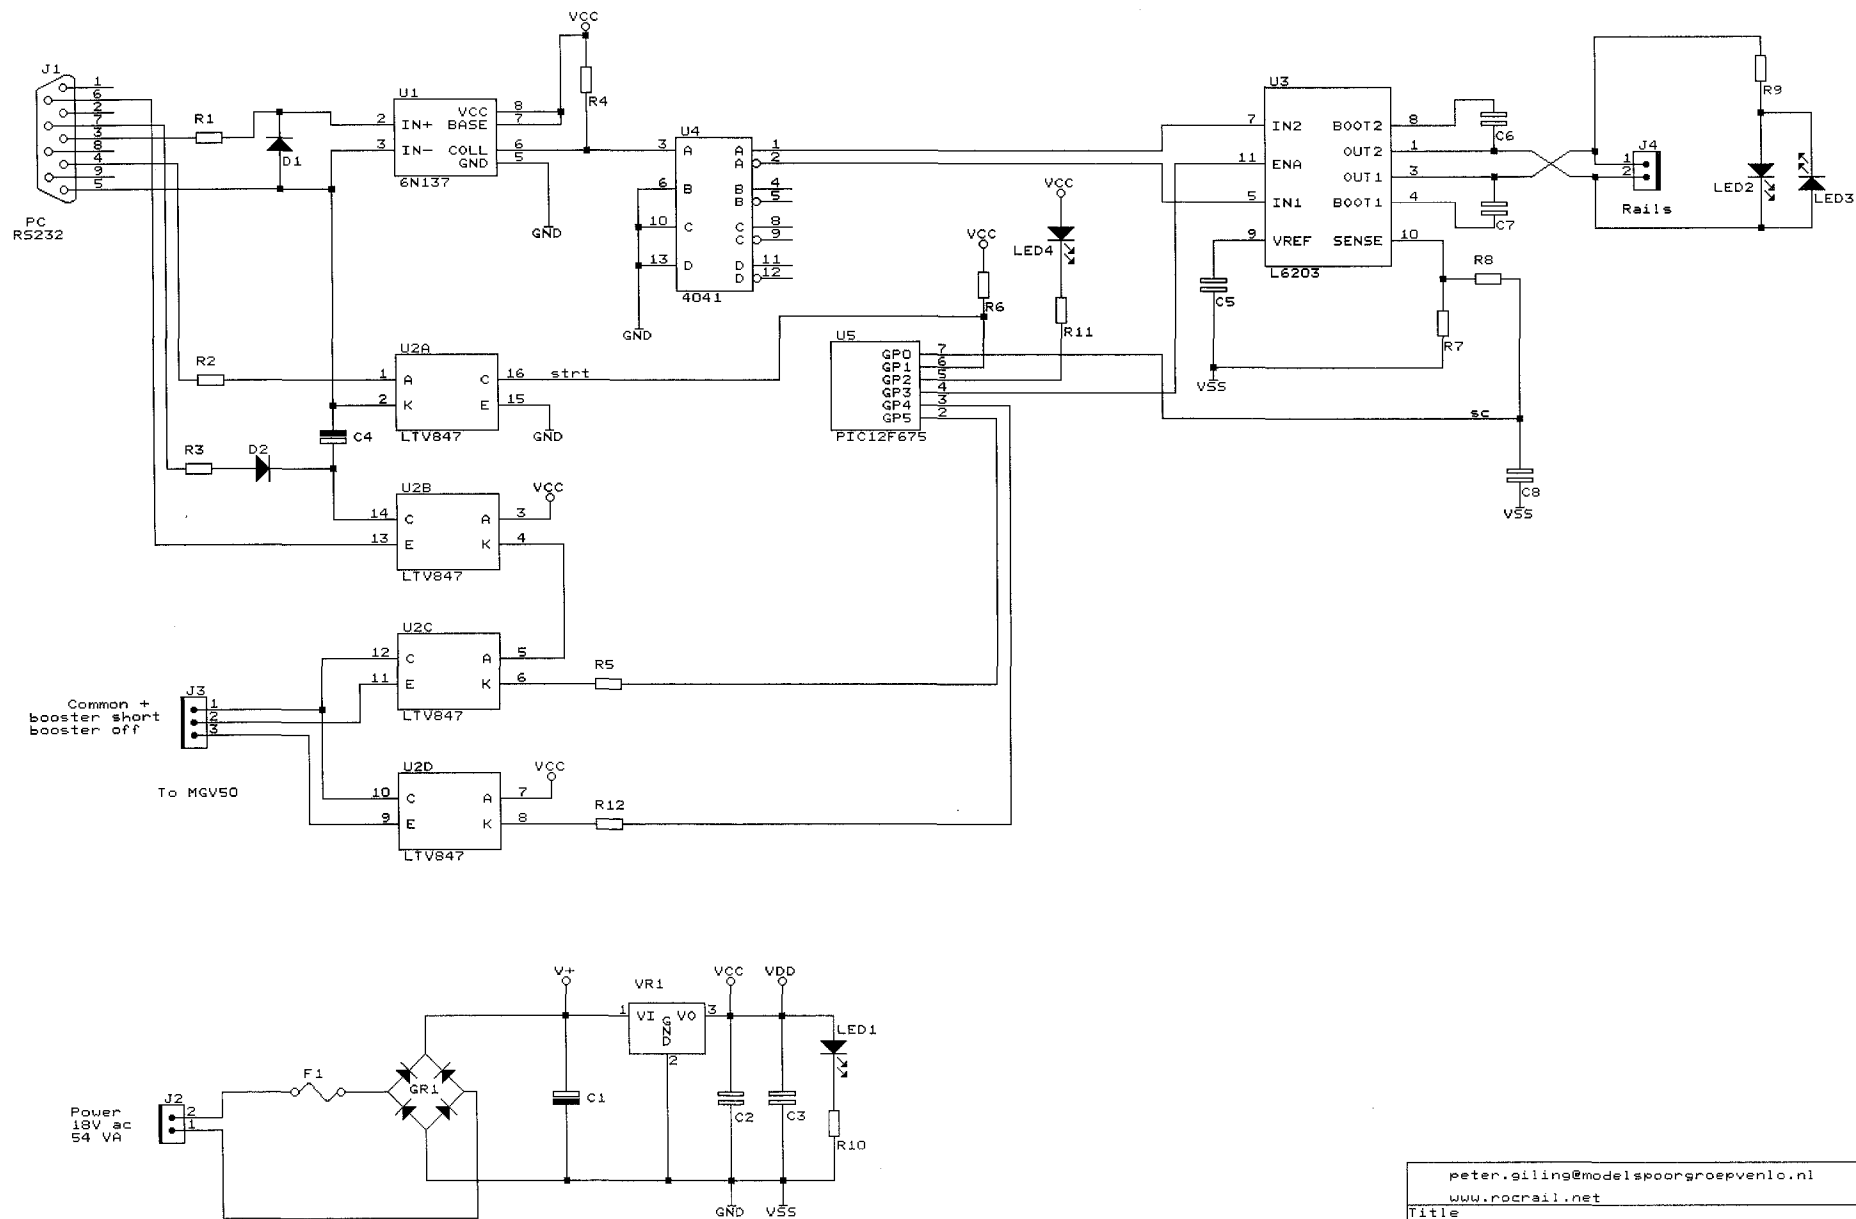 VCC
J1
1
6
2
7
3
8
4
9
5
PC
RS232
R1
D1
U1
2 IN+ VCC 8
BASE 7
3 IN- COLL 6
GND 5
6N137
R4
GND
U4
3 A A 1
A 2
6 B B 4
B 5
10 C C 8
C 9
13 D D 11
D 12
4041
GND
VCC
R6
VCC
LED4
R11
U3
7 IN2 BOOT2 8
OUT2 1
11 ENA
OUT1 3
5 IN1 BOOT1 4
9 VREF SENSE 10
L6203
C6
C7
C5
VSS
R8
R7
sc
C8
VSS
J4
1
2
Rails
R9
LED2
LED3
R2
U2A
1 A C 16 strt
2 K E 15
LTV847
GND
C4
R3
D2
U5
GP0 7
GP1 6
GP2 5
GP3 4
GP4 3
GP5 2
PIC12F675
U2B
VCC
14 C A 3
13 E K 4
LTV847
U2C
12 C A 5
11 E K 6
LTV847
R5
J3
Common + 1
booster short 2
booster off 3
To MGV50
U2D
VCC
10 C A 7
9 E K 8
LTV847
R12
V+
VR1
VCC
VDD
1 VI GND VO 3
2
LED1
F1
GR1
C1
C2
C3
R10
J2
Power 2
18V ac 1
54 VA
GND
VSS
peter.giling@modelspoorgroepvenlo.nl
www.rocrail.net
Title